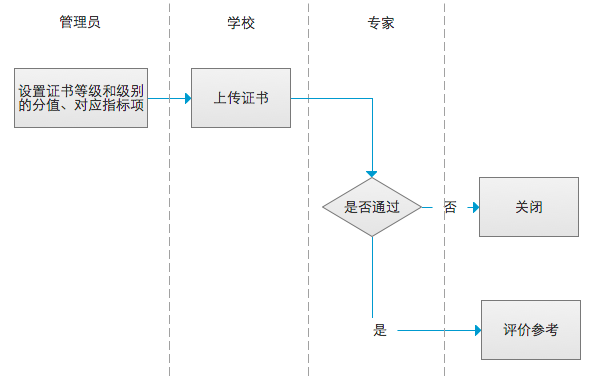 管理员
学校
专家
设置证书等级和级别
的分值、对应指标项
上传证书
是否通过
否
关闭
是
评价参考